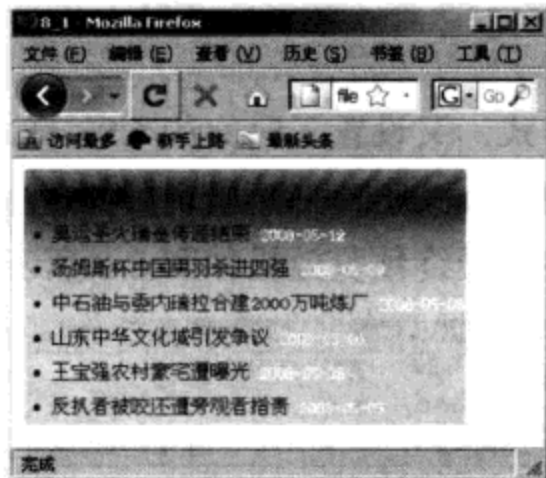 8_1 - Mozilla Firefox
文件 (F) 编辑 (E) 查看 (V) 历史 (S) 书签 (B) 工具 (T)
file G Go
访问最多 新手上路 最新头条
奥运圣火瑞金传递结束 2008-05-12
汤姆斯杯中国男羽杀进四强
中石油与委内瑞拉合建2000万吨炼厂
山东中华文化城引发争议
王宝强农村豪宅遭曝光
反扒者被咬还遭旁观者指责
完成